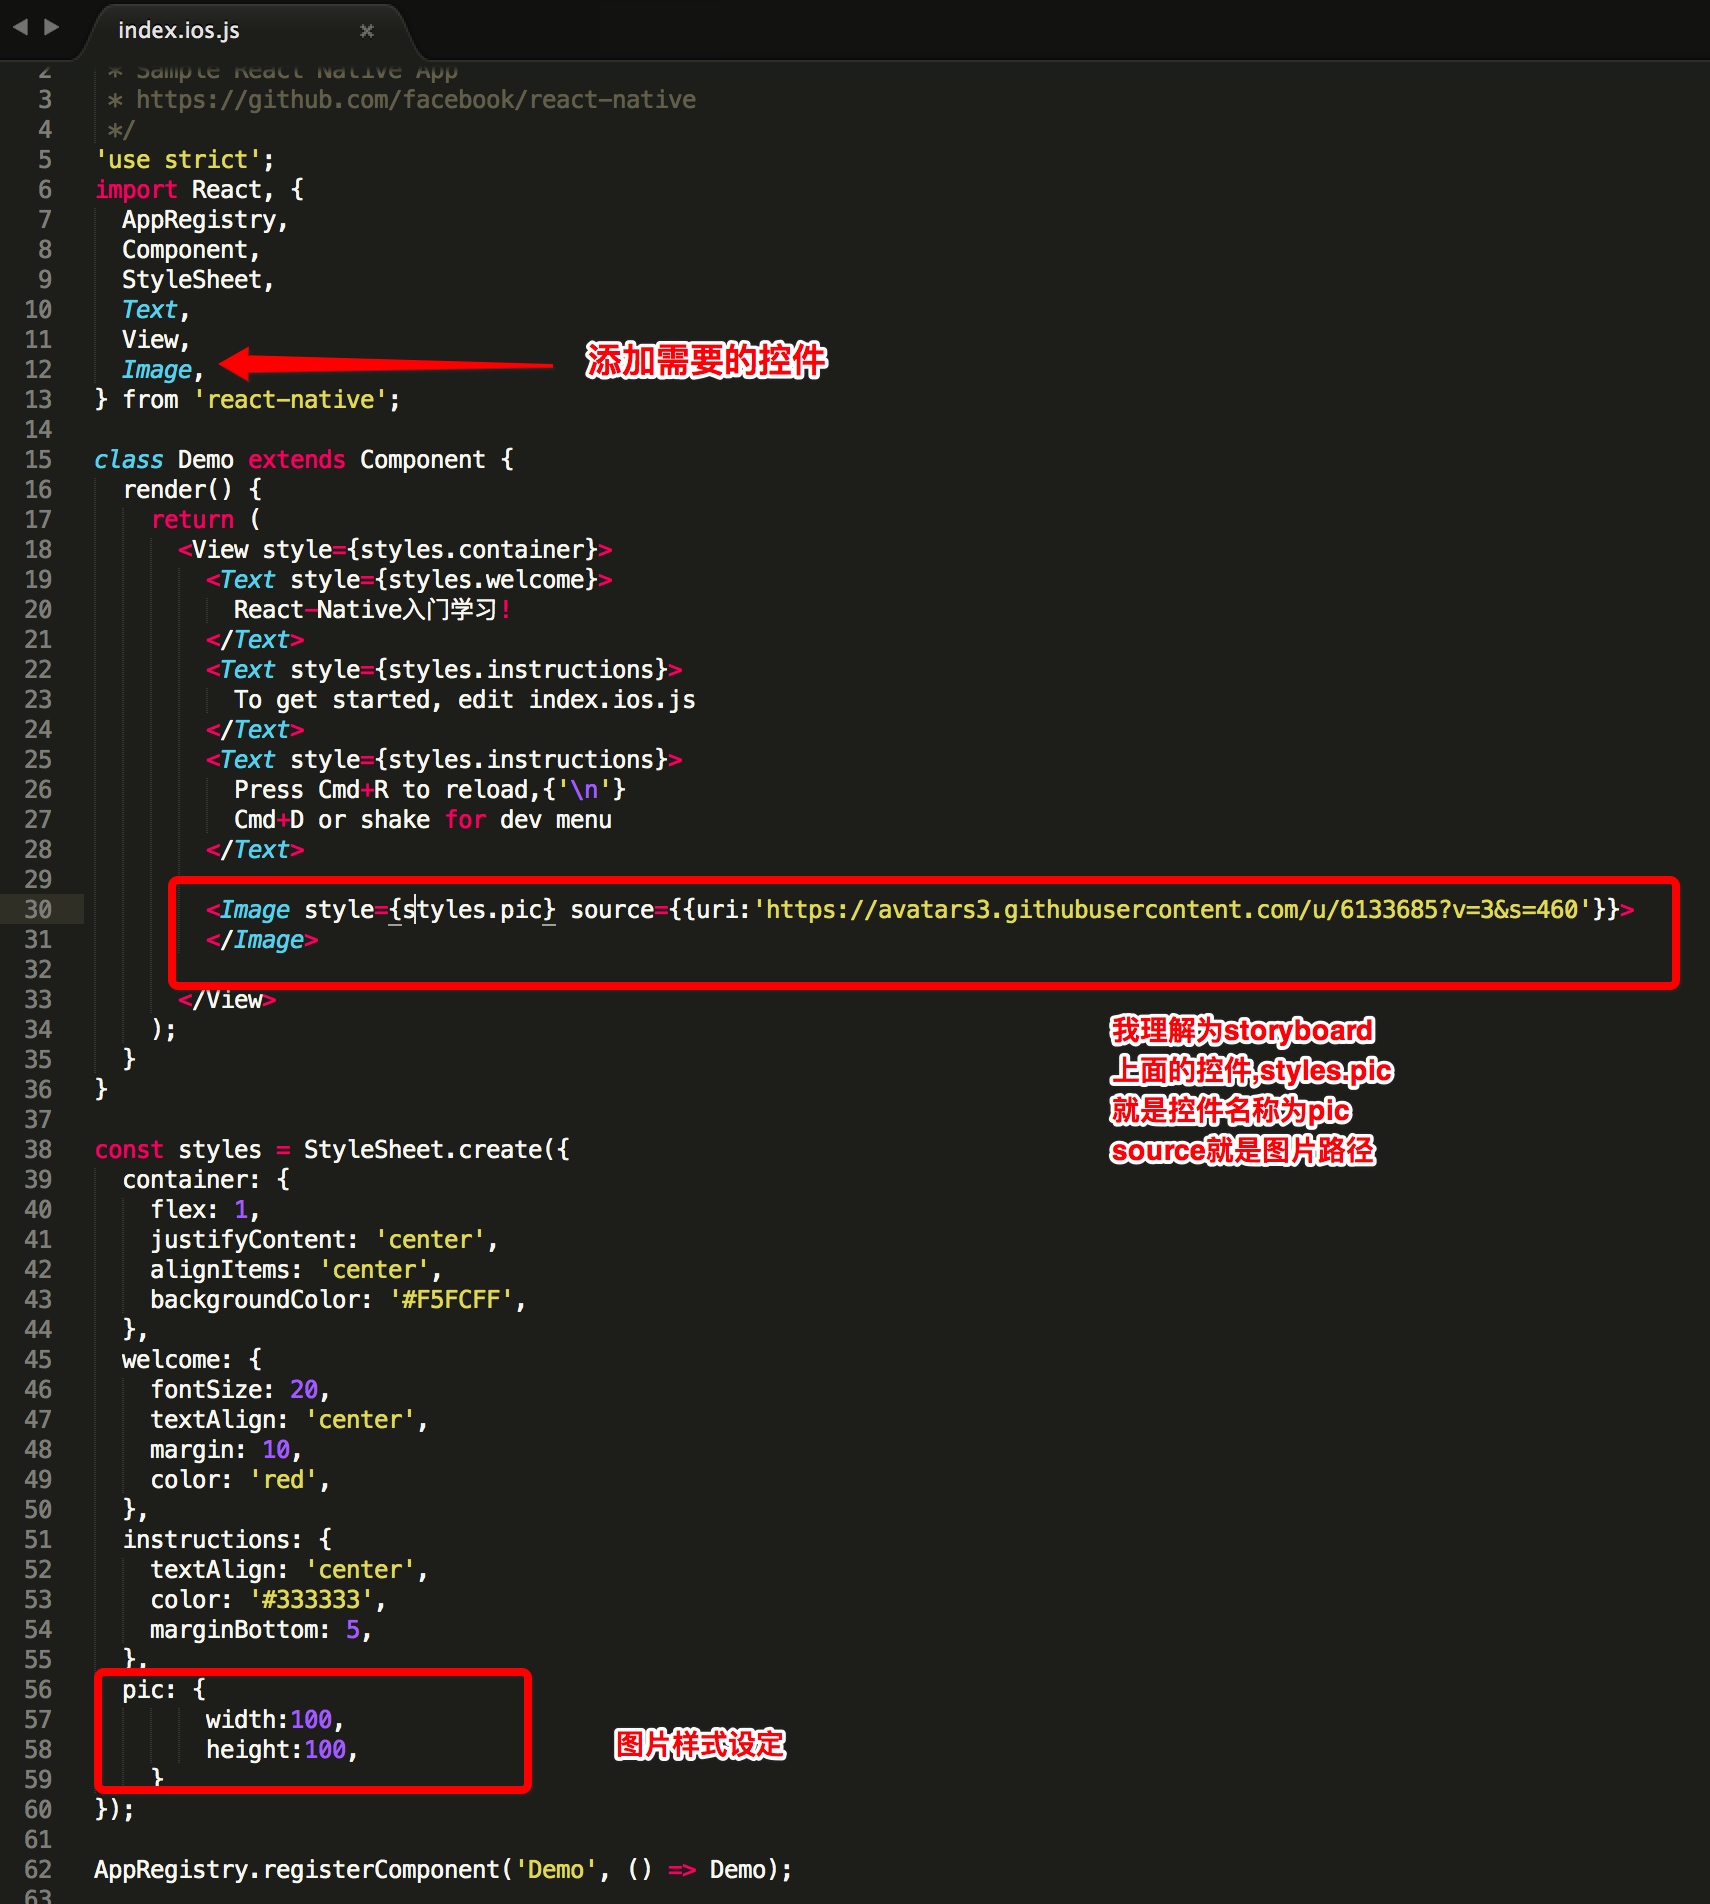 index.ios.js
2 * Sample React Native App
3 * https://github.com/facebook/react-native
4 */
5 'use strict';
6 import React, {
7 AppRegistry,
8 Component,
9 StyleSheet,
10 Text,
11 View,
12 Image,
添加需要的控件
13 } from 'react-native';
14
15 class Demo extends Component {
16 render() {
17 return (
18 <View style={styles.container}>
19 <Text style={styles.welcome}>
20 React-Native入门学习!
21 </Text>
22 <Text style={styles.instructions}>
23 To get started, edit index.ios.js
24 </Text>
25 <Text style={styles.instructions}>
26 Press Cmd+R to reload,{'\n'}
27 Cmd+D or shake for dev menu
28 </Text>
29
30 <Image style={styles.pic} source={{uri:'https://avatars3.githubusercontent.com/u/6133685?v=3&s=460'}}>
31 </Image>
32
33 </View>
34 );
35 }
36 }
37
我理解为storyboard
上面的控件,styles.pic
就是控件名称为pic
source就是图片路径
38 const styles = StyleSheet.create({
39 container: {
40 flex: 1,
41 justifyContent: 'center',
42 alignItems: 'center',
43 backgroundColor: '#F5FCFF',
44 },
45 welcome: {
46 fontSize: 20,
47 textAlign: 'center',
48 margin: 10,
49 color: 'red',
50 },
51 instructions: {
52 textAlign: 'center',
53 color: '#333333',
54 marginBottom: 5,
55 },
56 pic: {
57 width:100,
58 height:100,
图片样式设定
59 }
60 });
61
62 AppRegistry.registerComponent('Demo', () => Demo);
63